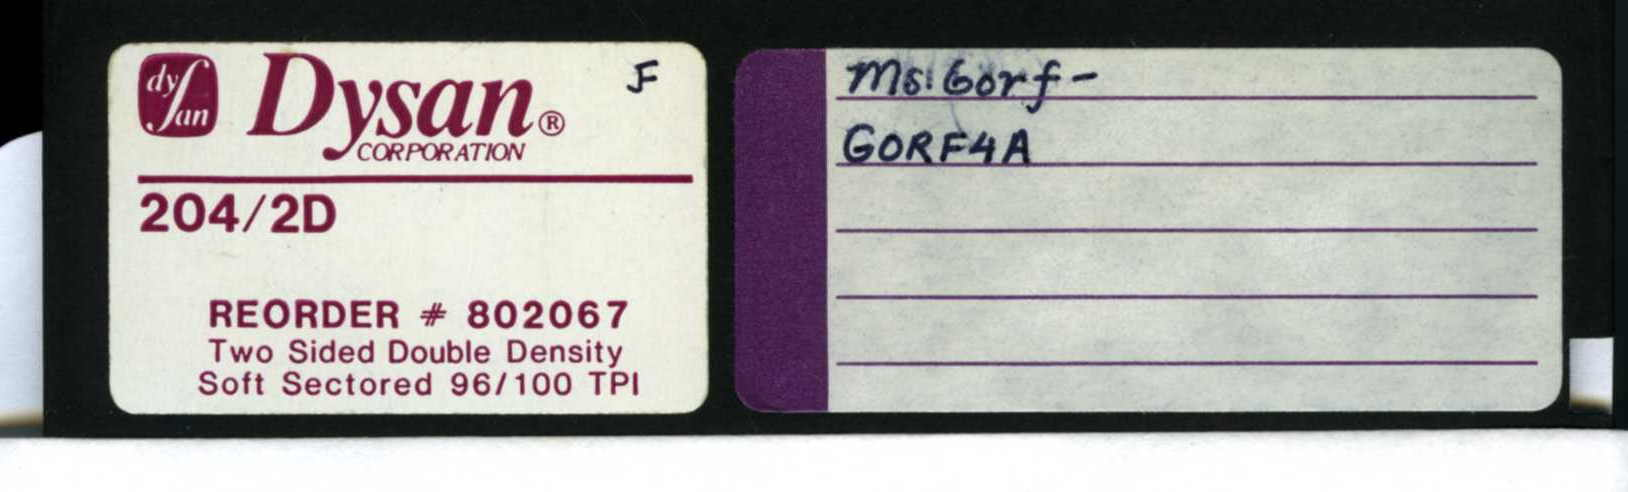 dy
san
Dysan®
CORPORATION
F
204/2D
REORDER # 802067
Two Sided Double Density
Soft Sectored 96/100 TPI
Ms. Gorf-
GORF4A